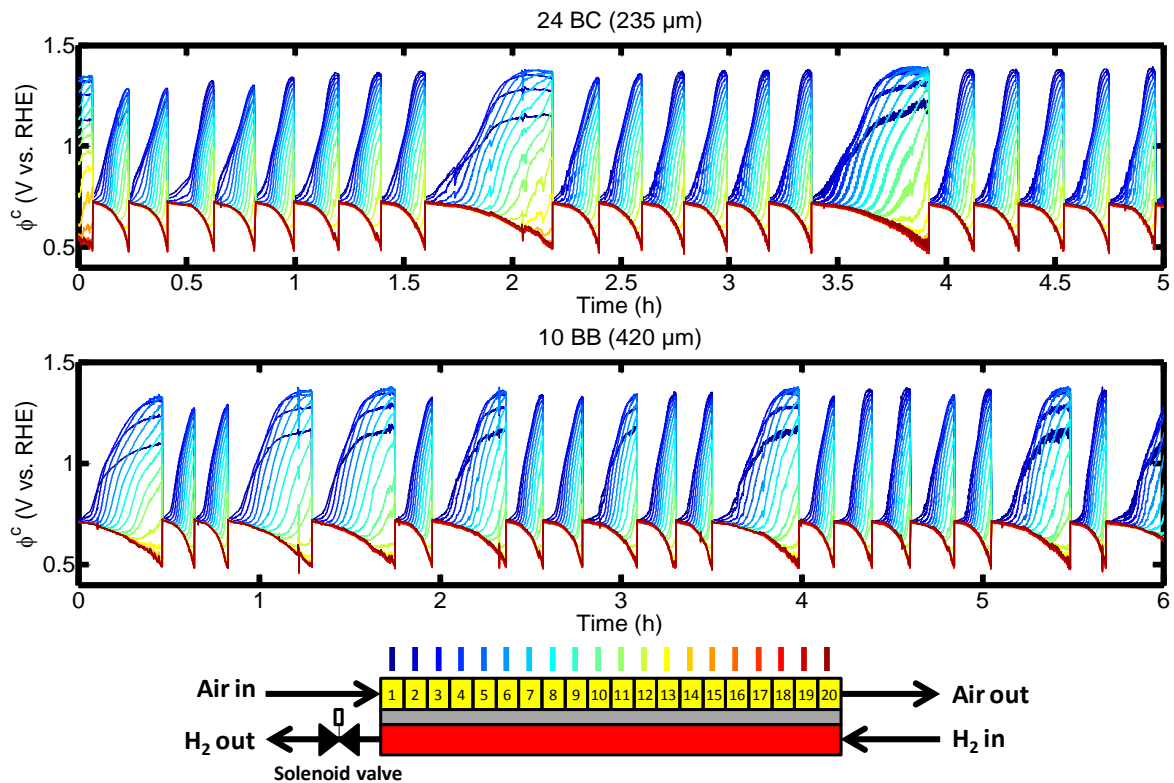 24 BC (235 µm)
1.5
1
0.5
ϕᶜ (V vs. RHE)
0 0.5 1 1.5 2 2.5 3 3.5 4 4.5 5
Time (h)
10 BB (420 µm)
1.5
1
0.5
ϕᶜ (V vs. RHE)
0 1 2 3 4 5 6
Time (h)
Air in
1 2 3 4 5 6 7 8 9 10 11 12 13 14 15 16 17 18 19 20
Air out
H₂ out
H₂ in
Solenoid valve